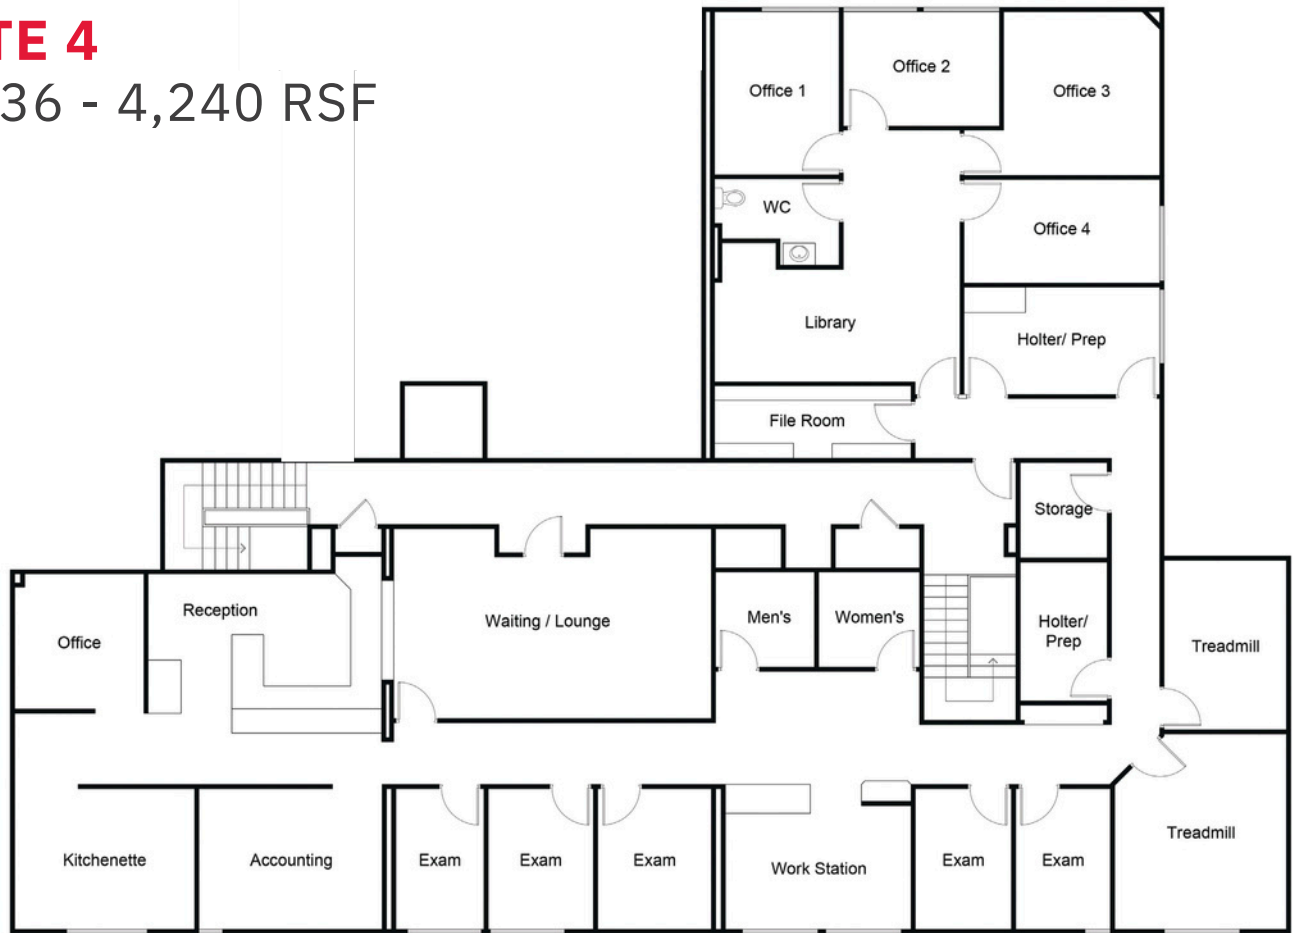 TE 4
36 - 4,240 RSF
Office 1
Office 2
Office 3
WC
Office 4
Library
Holter/ Prep
File Room
Storage
Reception
Office
Waiting / Lounge
Men's
Women's
Holter/
Prep
Treadmill
Kitchenette
Accounting
Exam
Exam
Exam
Work Station
Exam
Exam
Treadmill